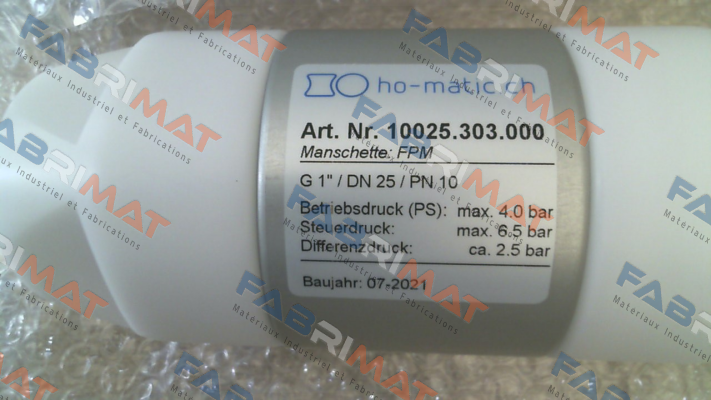 ho-matic.ch
Art. Nr. 10025.303.000
Manschette: FPM
G 1" / DN 25 / PN 10
Betriebsdruck (PS): max. 4.0 bar
Steuerdruck: max. 6.5 bar
Differenzdruck: ca. 2.5 bar
Baujahr: 07-2021
FABRIMAT
Materiaux Industriel et Fabrications